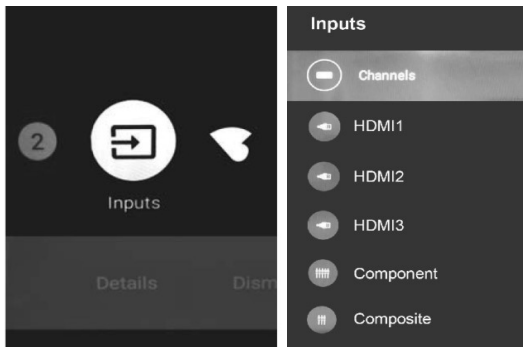 2
Inputs
Details
Dism
Inputs
Channels
HDMI1
HDMI2
HDMI3
Component
Composite